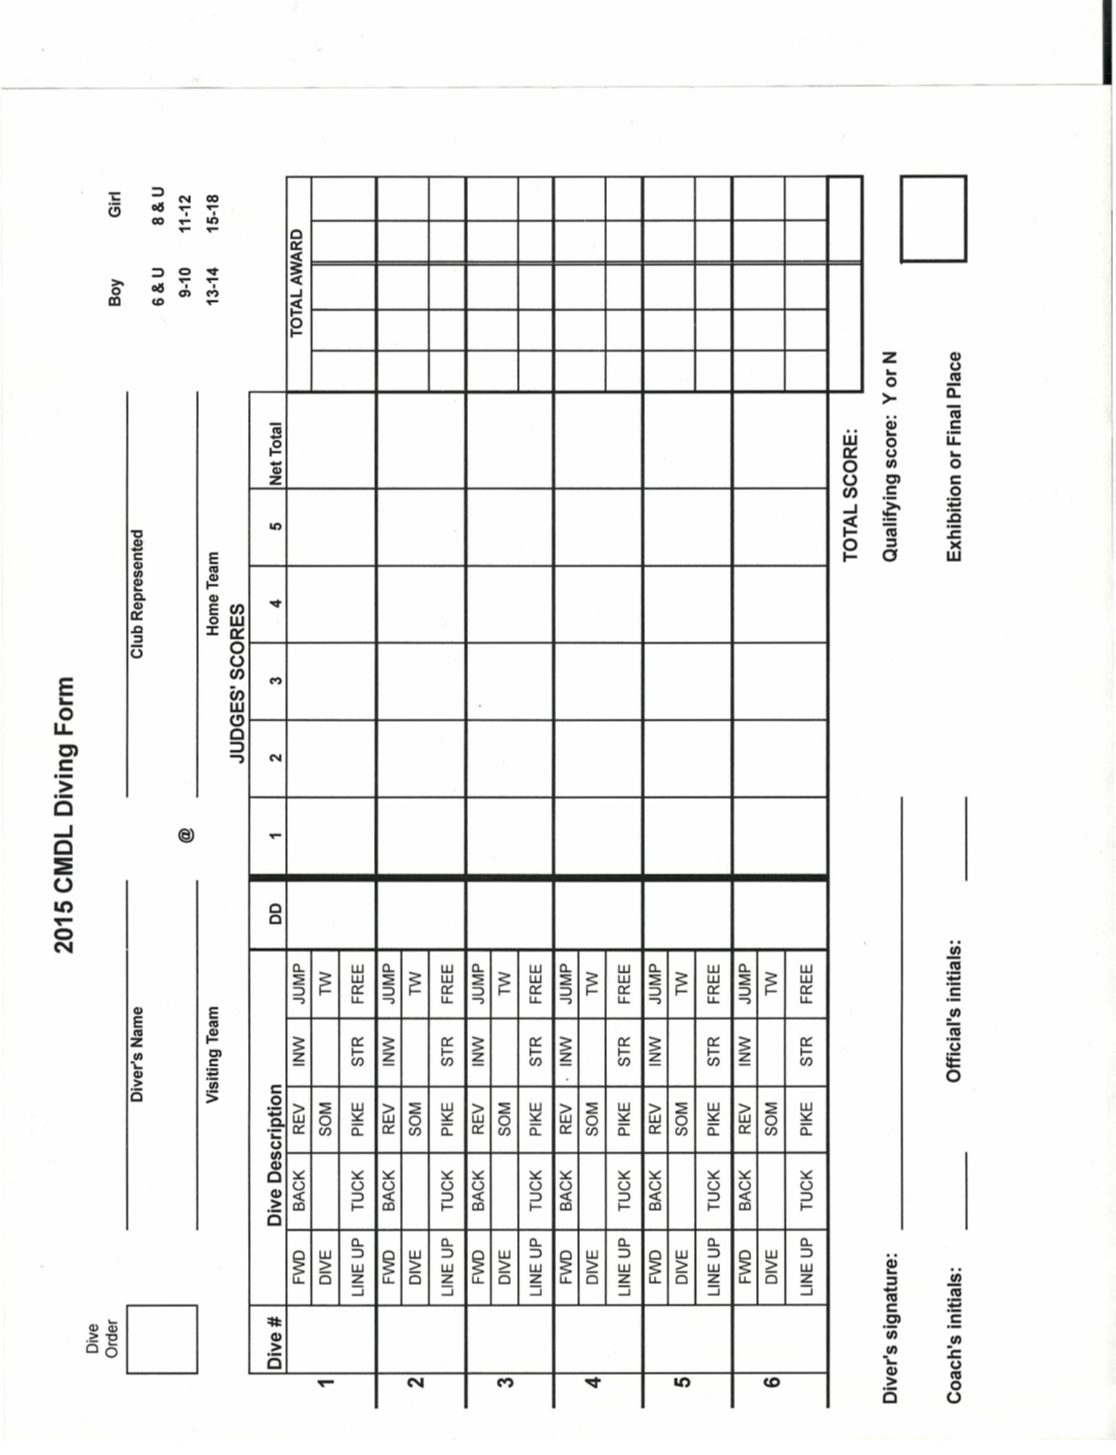 2015 CMDL Diving Form
Dive
Order
Boy Girl
Diver's Name Club Represented
6 & U 8 & U
@ 9-10 11-12
Visiting Team Home Team 13-14 15-18
JUDGES' SCORES
Dive # Dive Description DD 1 2 3 4 5 Net Total
TOTAL AWARD
FWD BACK REV INW JUMP
1 DIVE SOM TW
LINE UP TUCK PIKE STR FREE
FWD BACK REV INW JUMP
2 DIVE SOM TW
LINE UP TUCK PIKE STR FREE
FWD BACK REV INW JUMP
3 DIVE SOM TW
LINE UP TUCK PIKE STR FREE
FWD BACK REV INW JUMP
4 DIVE SOM TW
LINE UP TUCK PIKE STR FREE
FWD BACK REV INW JUMP
5 DIVE SOM TW
LINE UP TUCK PIKE STR FREE
FWD BACK REV INW JUMP
6 DIVE SOM TW
LINE UP TUCK PIKE STR FREE
TOTAL SCORE:
Diver's signature: Qualifying score: Y or N
Coach's initials: Official's initials: Exhibition or Final Place